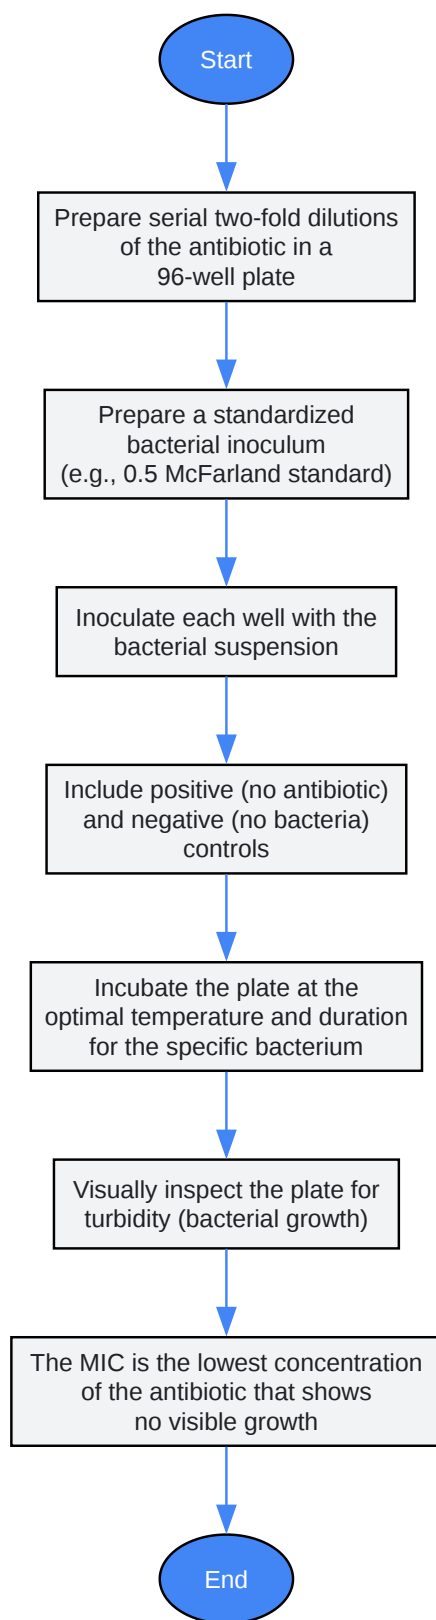 Start
Prepare serial two-fold dilutions
of the antibiotic in a
96-well plate
Prepare a standardized
bacterial inoculum
(e.g., 0.5 McFarland standard)
Inoculate each well with the
bacterial suspension
Include positive (no antibiotic)
and negative (no bacteria)
controls
Incubate the plate at the
optimal temperature and duration
for the specific bacterium
Visually inspect the plate for
turbidity (bacterial growth)
The MIC is the lowest concentration
of the antibiotic that shows
no visible growth
End